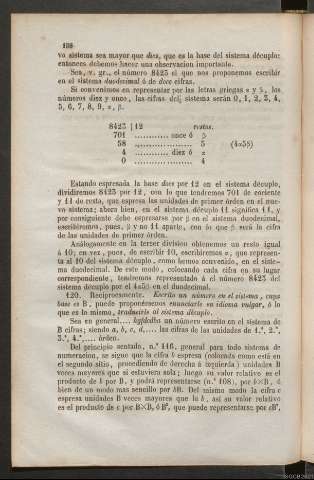 138
vo sistema sea mayor que diez, que es la base del sistema décuplo:
entonces debemos hacer una observacion importante.
Sea, v. gr., el número 8425 el que nos proponemos escribir
en el sistema duodecimal ó de doce cifras.
Si convenimos en representar por las letras griegas α y β, los
números diez y once, las cifras del sistema serán 0, 1, 2, 3, 4,
5, 6, 7, 8, 9, α, β.
8425 | 12 restas.
701 ............ once ó β
58 .................. 5 (4α5β)
4 ............ diez ó α
0 .................. 4
Estando espresada la base doce por 12 en el sistema décuplo,
dividiremos 8425 por 12, con lo que tendremos 701 de cociente
y 11 de resta, que espresa las unidades de primer órden en el nue-
vo sistema; ahora bien, en el sistema décuplo 11 significa 11, y
por consiguiente debe espresarse por β en el sistema duodecimal,
escribiremos, pues, β y no 11 aparte, con lo que β será la cifra
de las unidades de primer órden.
Análogamente en la tercer division obtenemos un resto igual
á 10; en vez, pues, de escribir 10, escribiremos α, que represen-
ta al 10 del sistema décuplo, como hemos convenido, en el siste-
ma duodecimal. De este modo, colocando cada cifra en su lugar
correspondiente, tendremos representado á el número 8425 del
sistema décuplo por el 4α5β en el duodecimal.
120. Recíprocamente. Escrito un número en el sistema, cuya
base es B, puede proponérsenos enunciarlo en idioma vulgar, ó lo
que es lo mismo, traducirlo al sistema décuplo.
Sea en general....
un número escrito en el sistema de
B cifras; siendo a, b, c, d,.... las cifras de las unidades de 1.º, 2.º,
3.º, 4.º,.... órden.
Del principio sentado, n.º 116, general para todo sistema de
numeracion, se sigue que la cifra b espresa (colocada como está en
el segundo sitio, procediendo de derecha á izquierda) unidades B
veces mayores que si estuviera sola; luego su valor relativo es el
producto de b por B, y podrá representarse (n.º 108), por b×B, ó
bien de un modo mas sencillo por bB. Del mismo modo la cifra c
espresa unidades B veces mayores que la b, así su valor relativo
es el producto de c por B×B, ó B², que puede representarse por cB²,